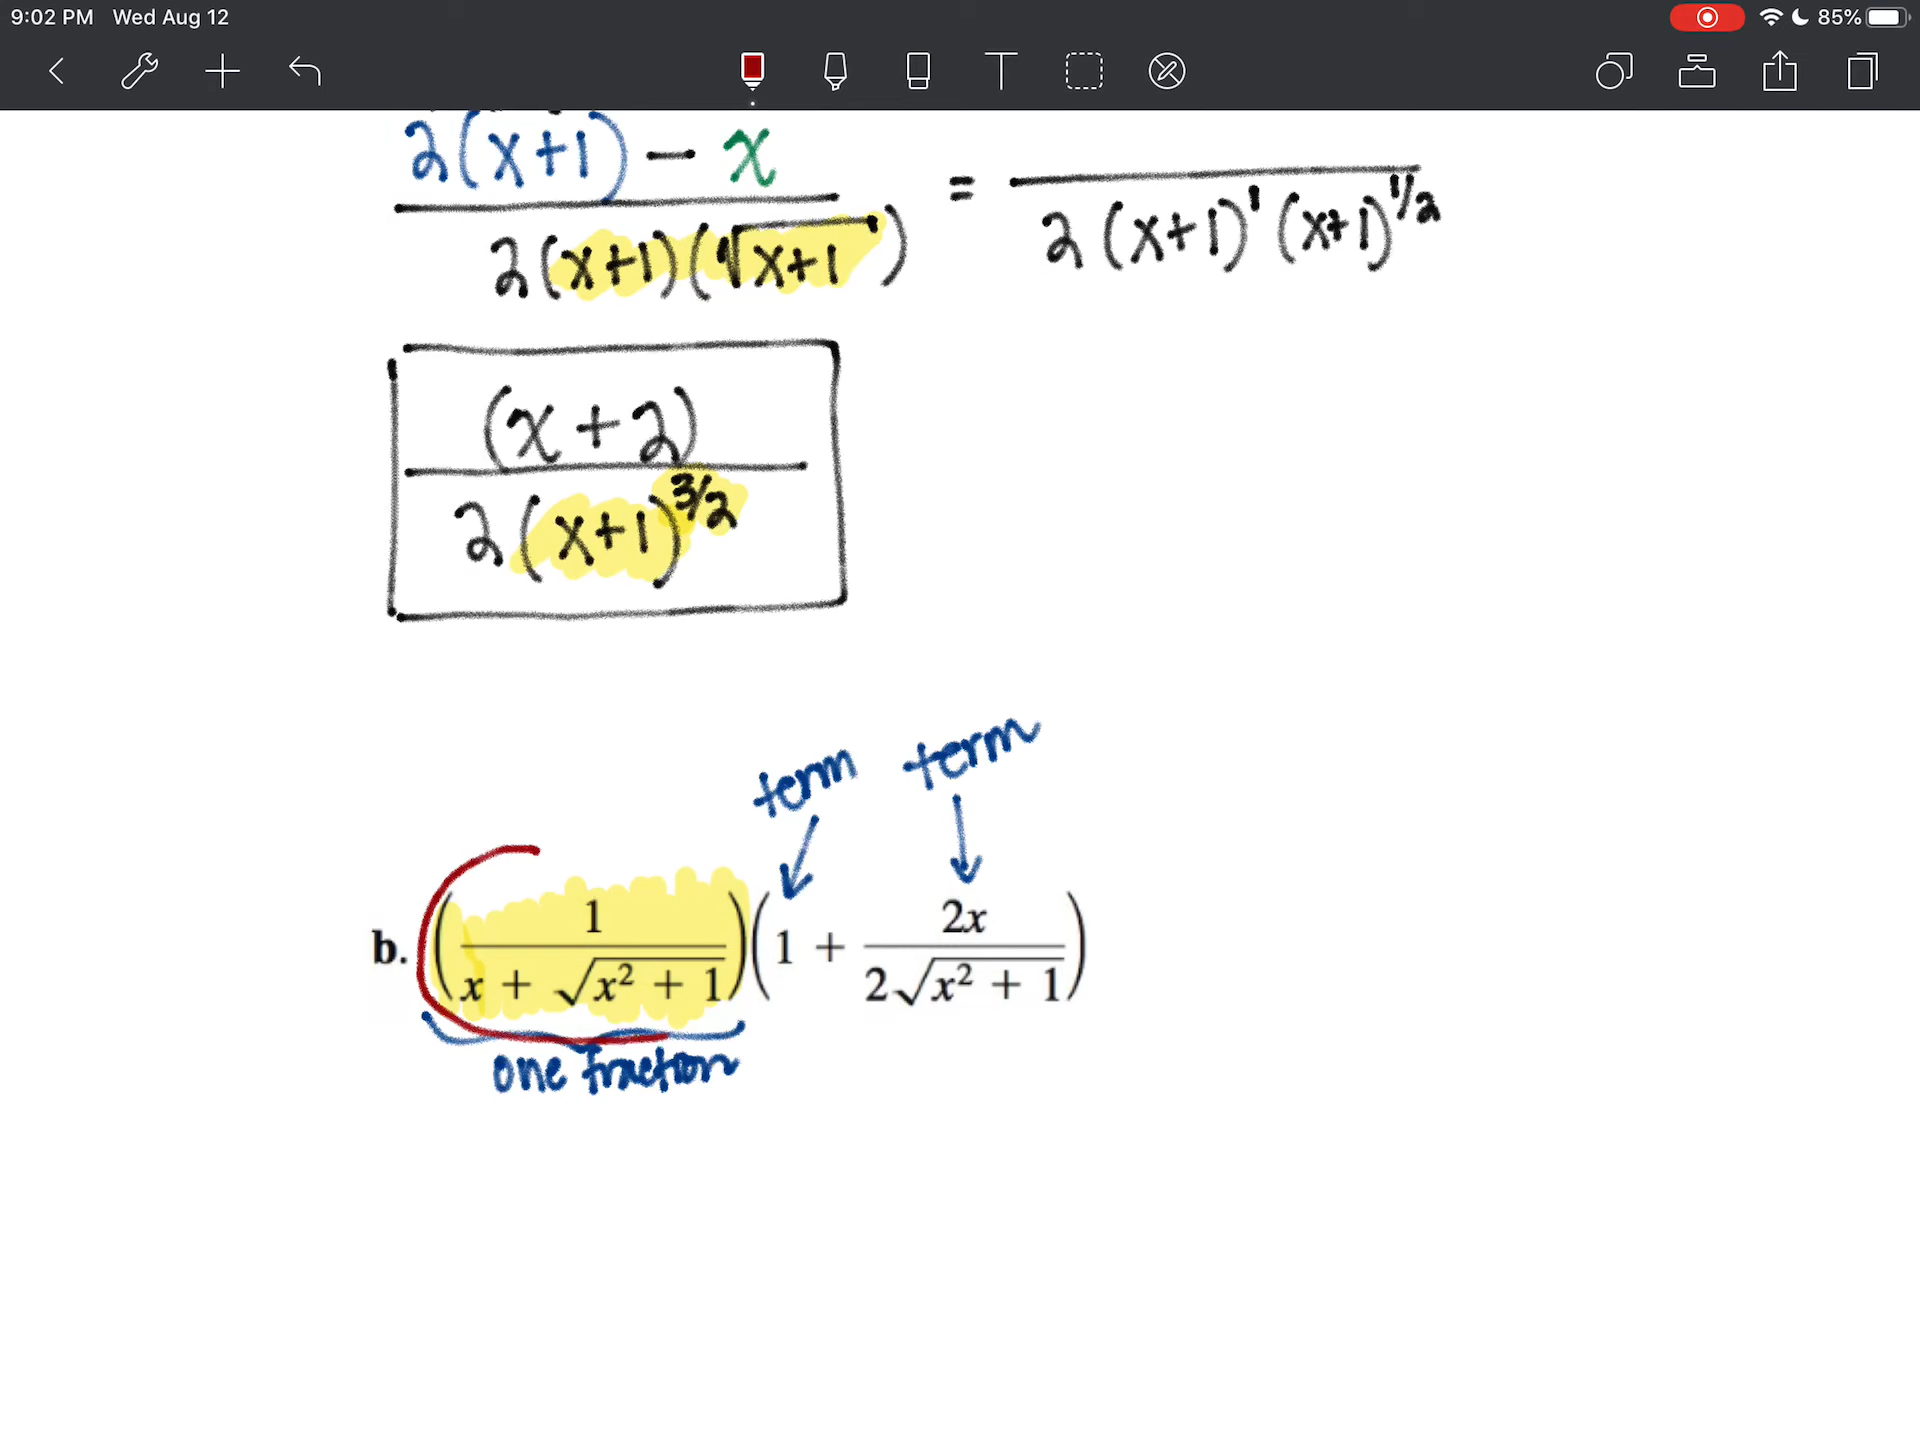 9:02 PM Wed Aug 12 85%
T
2(x+1) - x
2(x+1)(√x+1) = 2(x+1)¹(x+1)^1/2
(x+2)
2(x+1)^3/2
term term
b. (1/(x + √x² + 1))(1 + 2x/(2√x² + 1))
one fraction